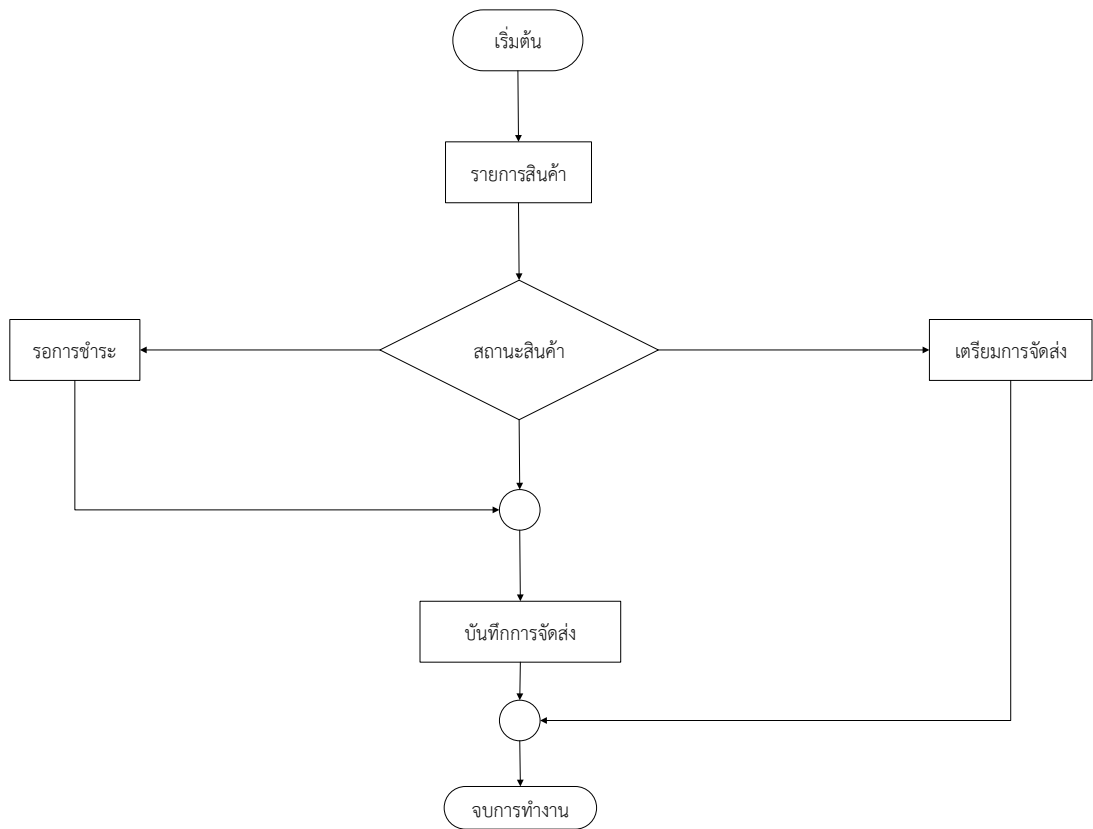 เริ่มต้น
รายการสินค้า
รอการชำระ
สถานะสินค้า
เตรียมการจัดส่ง
บันทึกการจัดส่ง
จบการทำงาน